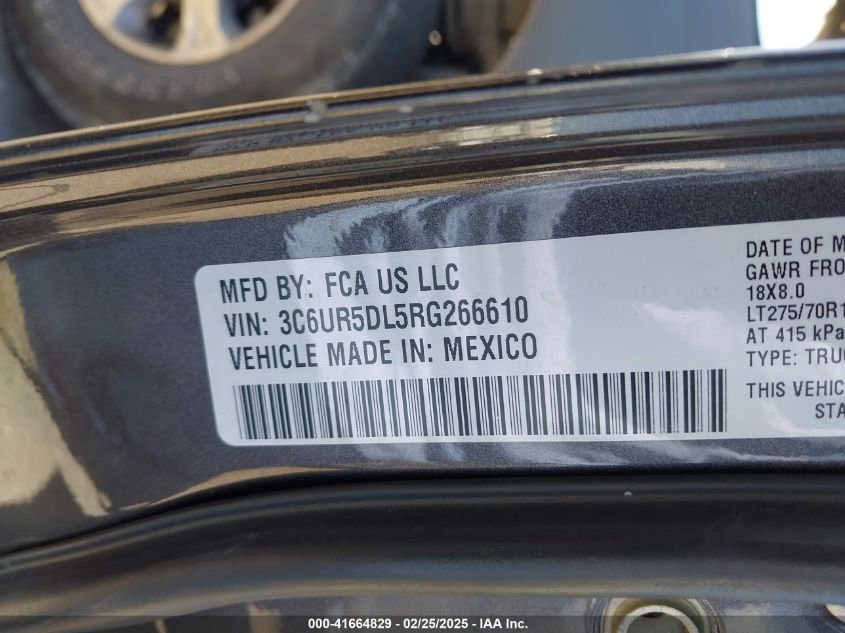 MFD BY: FCA US LLC
VIN: 3C6UR5DL5RG266610
VEHICLE MADE IN: MEXICO
DATE OF M
GAWR FRO
18X8.0
LT275/70R1
AT 415 kPa
TYPE: TRU
THIS VEHIC
STA
000-41664829 - 02/25/2025 - IAA Inc.